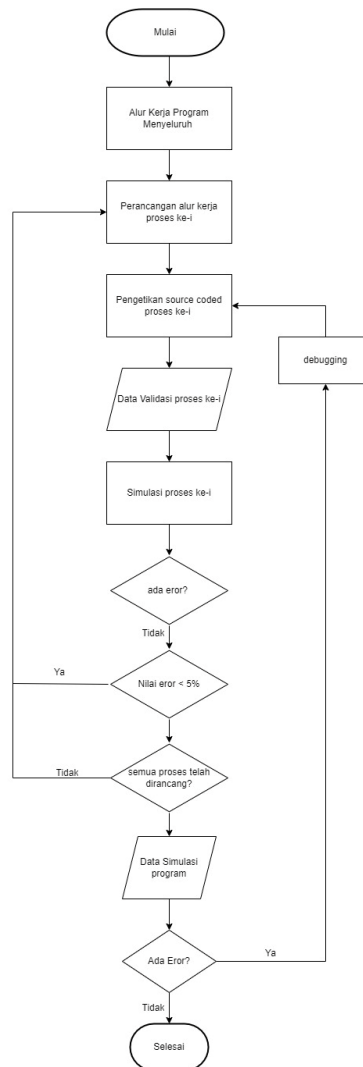 Mulai
Alur Kerja Program
Menyeluruh
Perancangan alur kerja
proses ke-i
Pengetikan source coded
proses ke-i
debugging
Data Validasi proses ke-i
Simulasi proses ke-i
ada eror?
Tidak
Ya
Nilai eror < 5%
Tidak
semua proses telah
dirancang?
Data Simulasi
program
Ada Eror?
Ya
Tidak
Selesai